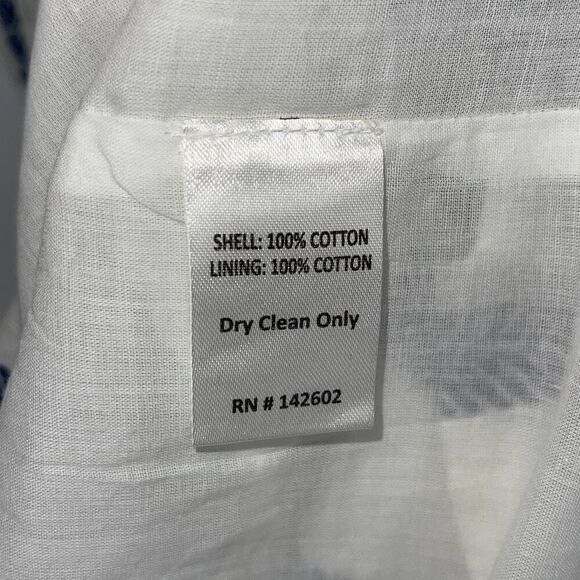 SHELL: 100% COTTON
LINING: 100% COTTON
Dry Clean Only
RN # 142602